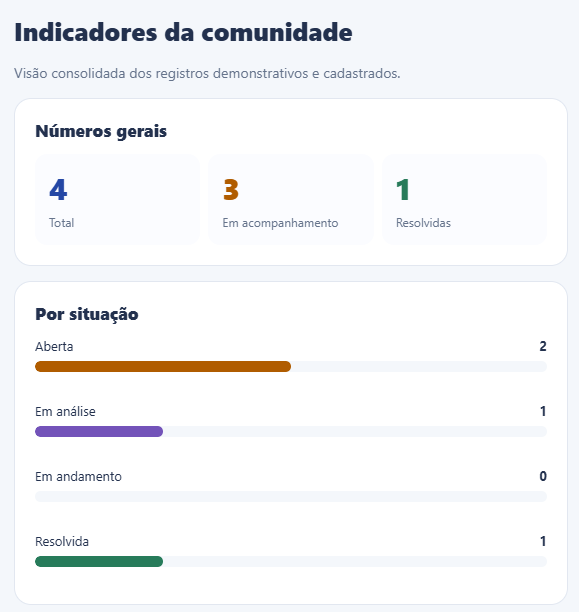 Indicadores da comunidade
Visão consolidada dos registros demonstrativos e cadastrados.
Números gerais
4
Total
3
Em acompanhamento
1
Resolvidas
Por situação
Aberta 2
Em análise 1
Em andamento 0
Resolvida 1